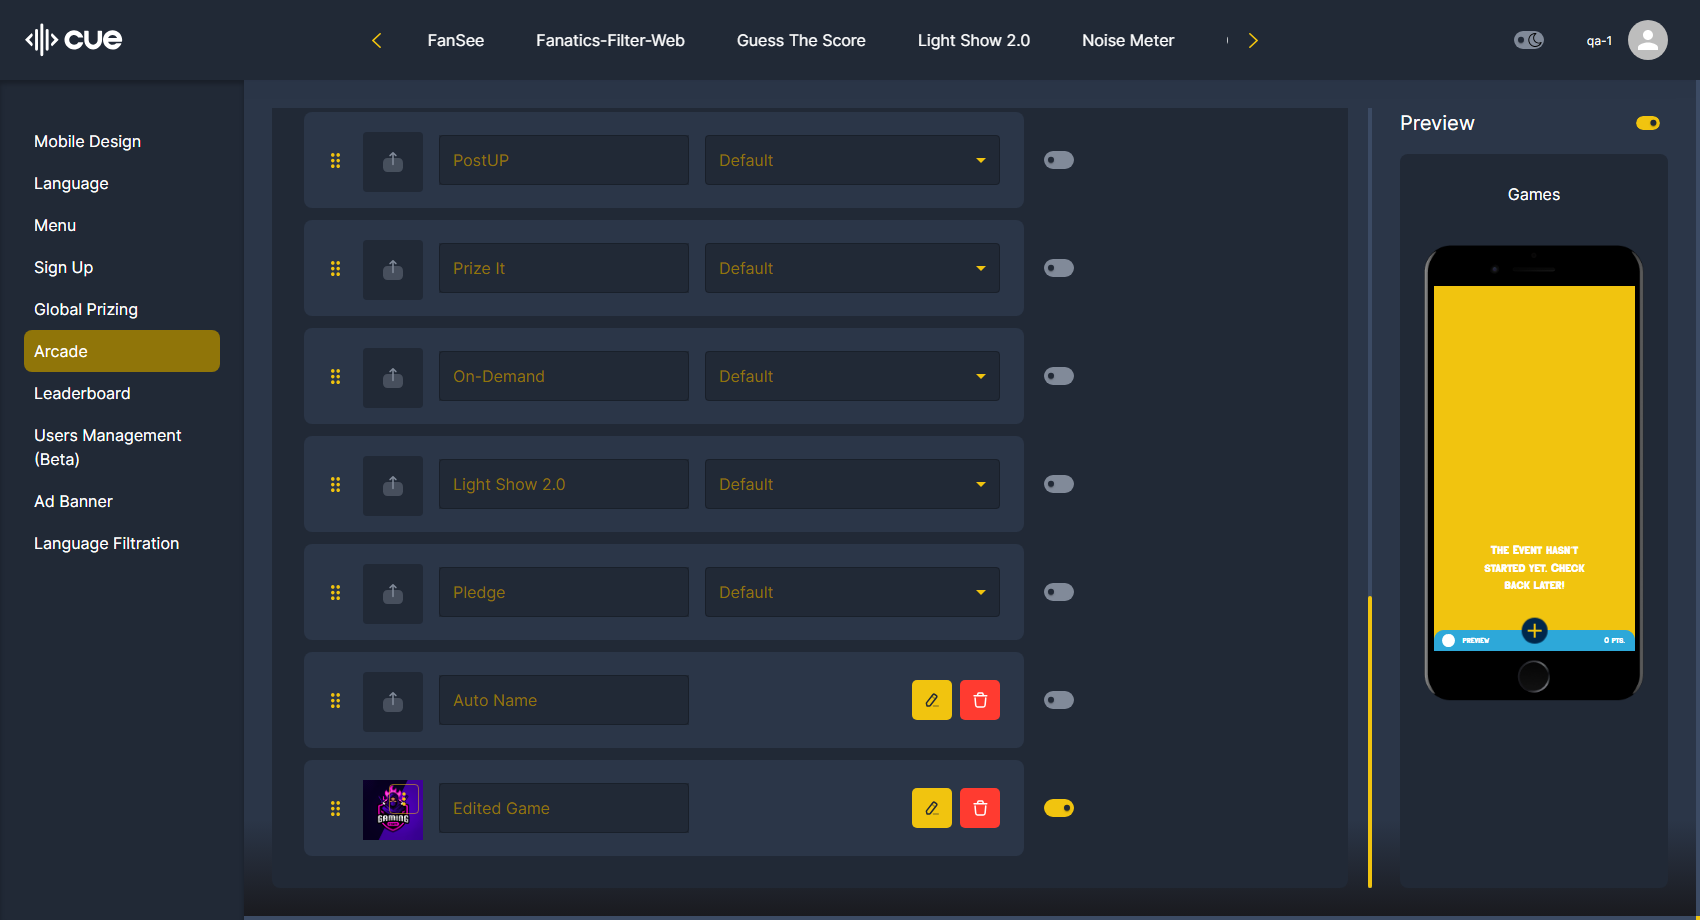 cue
FanSee
Fanatics-Filter-Web
Guess The Score
Light Show 2.0
Noise Meter
qa-1
Mobile Design
Language
Menu
Sign Up
Global Prizing
Arcade
Leaderboard
Users Management
(Beta)
Ad Banner
Language Filtration
PostUP
Default
Prize It
Default
On-Demand
Default
Light Show 2.0
Default
Pledge
Default
Auto Name
GAMING
Edited Game
Preview
Games
The Event hasn't
started yet. Check
back later!
PREVIEW
0 PTS.